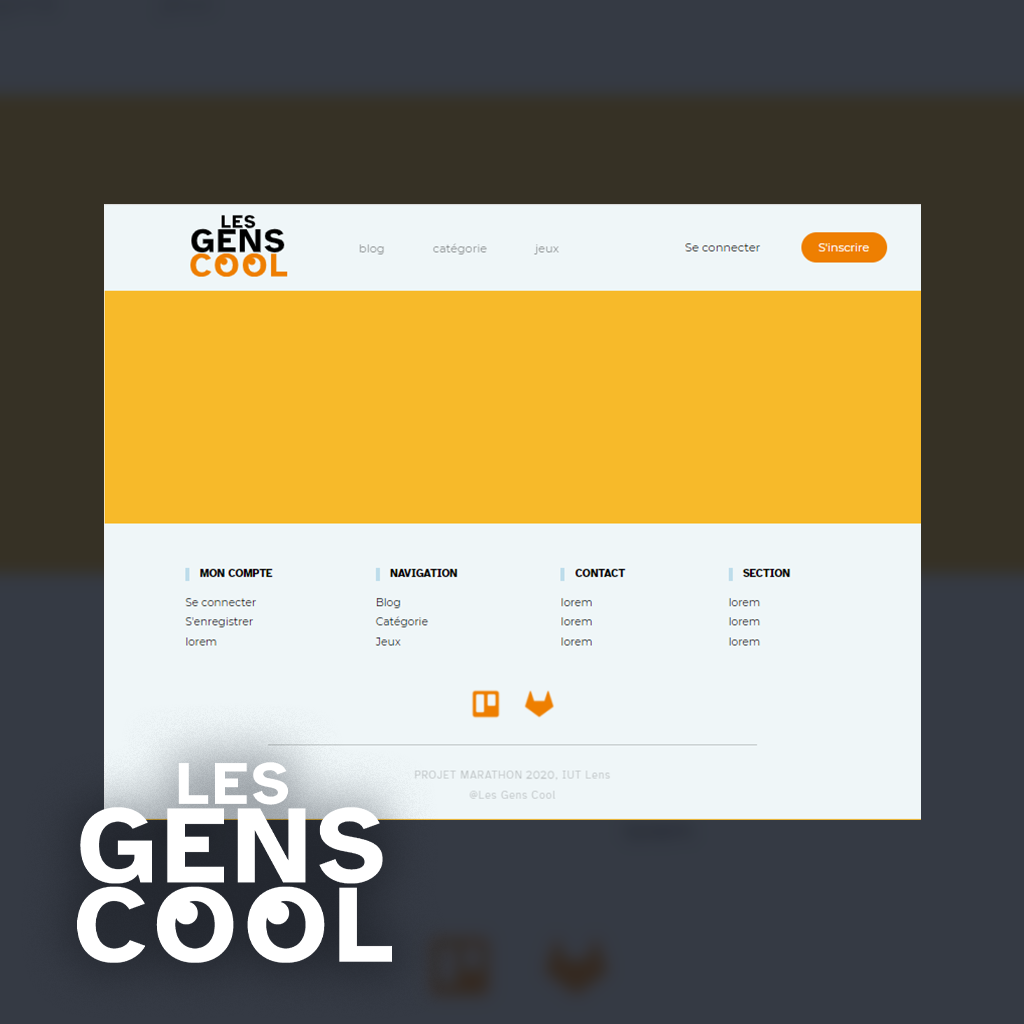 LES
GENS
COOL
blog catégorie jeux Se connecter S'inscrire
MON COMPTE NAVIGATION CONTACT SECTION
Se connecter Blog lorem lorem
S'enregistrer Catégorie lorem lorem
lorem Jeux lorem lorem
PROJET MARATHON 2020, IUT Lens
@Les Gens Cool
LES
GENS
COOL